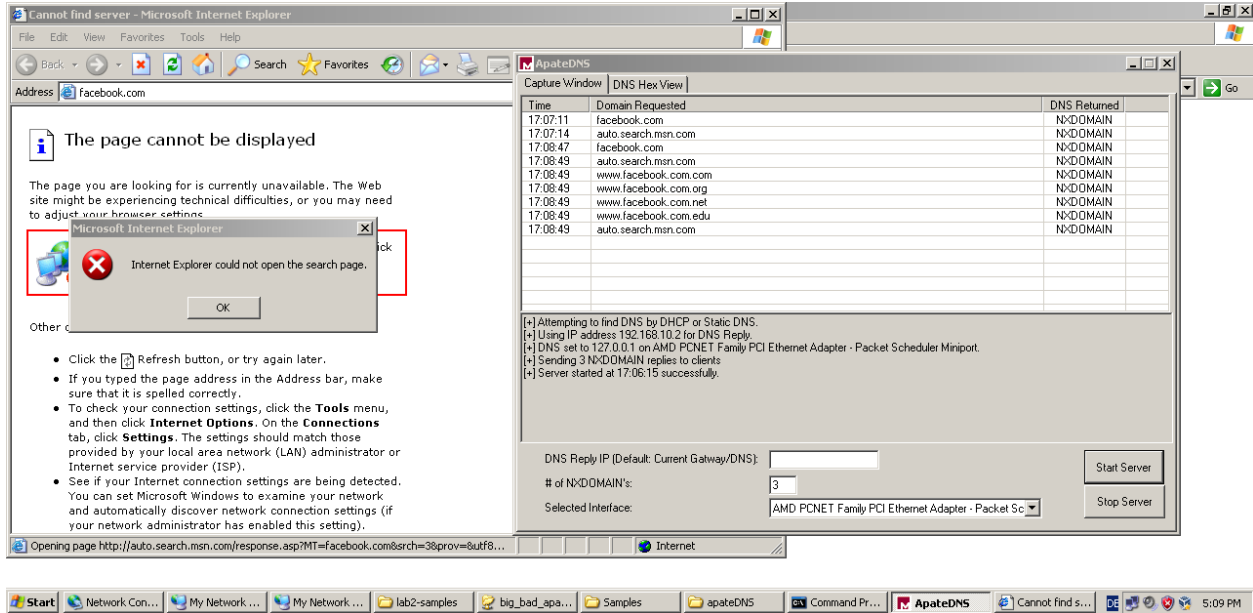 Cannot find server - Microsoft Internet Explorer
File Edit View Favorites Tools Help
Back Search Favorites
Address facebook.com
Go
The page cannot be displayed
The page you are looking for is currently unavailable. The Web
site might be experiencing technical difficulties, or you may need
to adjust your browser settings.
ick
Microsoft Internet Explorer
Internet Explorer could not open the search page.
OK
Other
Click the Refresh button, or try again later.
If you typed the page address in the Address bar, make
sure that it is spelled correctly.
To check your connection settings, click the Tools menu,
and then click Internet Options. On the Connections
tab, click Settings. The settings should match those
provided by your local area network (LAN) administrator or
Internet service provider (ISP).
See if your Internet connection settings are being detected.
You can set Microsoft Windows to examine your network
and automatically discover network connection settings (if
your network administrator has enabled this setting).
Opening page http://auto.search.msn.com/response.asp?MT=facebook.com&srch=3&prov=&utf8...
Internet
ApateDNS
Capture Window DNS Hex View
Time Domain Requested DNS Returned
17:07:11 facebook.com NXDOMAIN
17:07:14 auto.search.msn.com NXDOMAIN
17:08:47 facebook.com NXDOMAIN
17:08:49 auto.search.msn.com NXDOMAIN
17:08:49 www.facebook.com.com NXDOMAIN
17:08:49 www.facebook.com.org NXDOMAIN
17:08:49 www.facebook.com.net NXDOMAIN
17:08:49 www.facebook.com.edu NXDOMAIN
17:08:49 auto.search.msn.com NXDOMAIN
[+] Attempting to find DNS by DHCP or Static DNS.
[+] Using IP address 192.168.10.2 for DNS Reply.
[+] DNS set to 127.0.0.1 on AMD PCNET Family PCI Ethernet Adapter - Packet Scheduler Miniport.
[+] Sending 3 NXDOMAIN replies to clients
[+] Server started at 17:06:15 successfully.
DNS Reply IP (Default: Current Gatway/DNS):
# of NXDOMAIN's: 3
Selected Interface: AMD PCNET Family PCI Ethernet Adapter - Packet Sc
Start Server
Stop Server
Start Network Con... My Network ... My Network ... lab2-samples big_bad_apa... Samples apateDNS Command Pr... ApateDNS Cannot find s... DE 5:09 PM